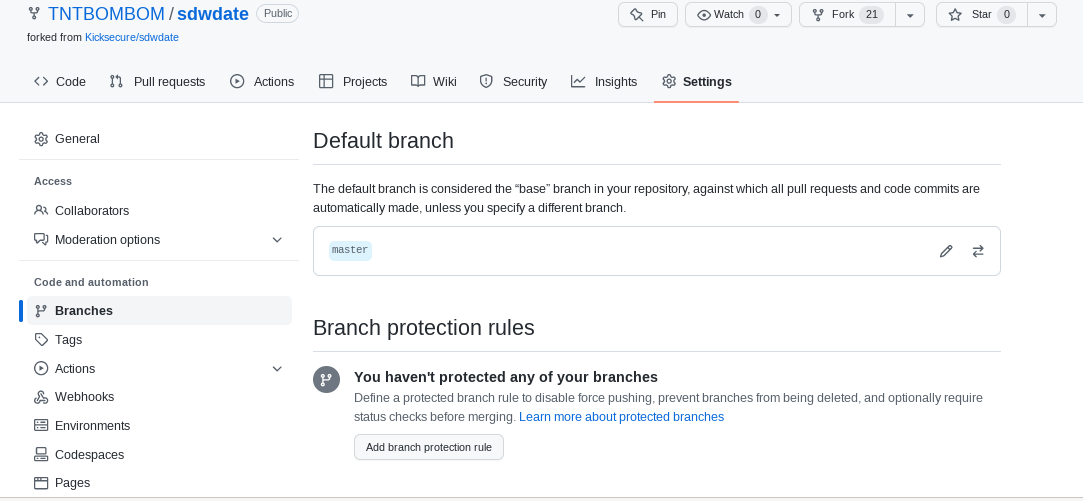 TNTBOMBOM / sdwdate Public
Pin Watch 0 Fork 21 Star 0
forked from Kicksecure/sdwdate
Code Pull requests Actions Projects Wiki Security Insights Settings
General
Access
Collaborators
Moderation options
Code and automation
Branches
Tags
Actions
Webhooks
Environments
Codespaces
Pages
Default branch
The default branch is considered the “base” branch in your repository, against which all pull requests and code commits are
automatically made, unless you specify a different branch.
master
Branch protection rules
You haven't protected any of your branches
Define a protected branch rule to disable force pushing, prevent branches from being deleted, and optionally require
status checks before merging. Learn more about protected branches
Add branch protection rule